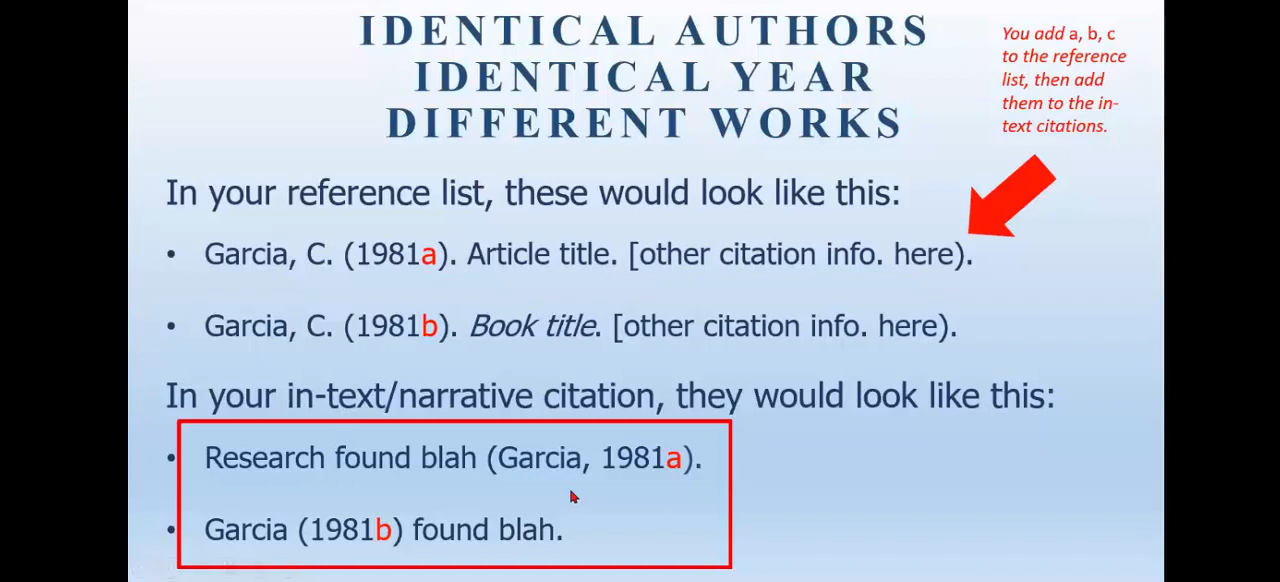 IDENTICAL AUTHORS
IDENTICAL YEAR
DIFFERENT WORKS
You add a, b, c
to the reference
list, then add
them to the in-
text citations.
In your reference list, these would look like this:
• Garcia, C. (1981a). Article title. [other citation info. here).
• Garcia, C. (1981b). Book title. [other citation info. here).
In your in-text/narrative citation, they would look like this:
• Research found blah (Garcia, 1981a).
• Garcia (1981b) found blah.